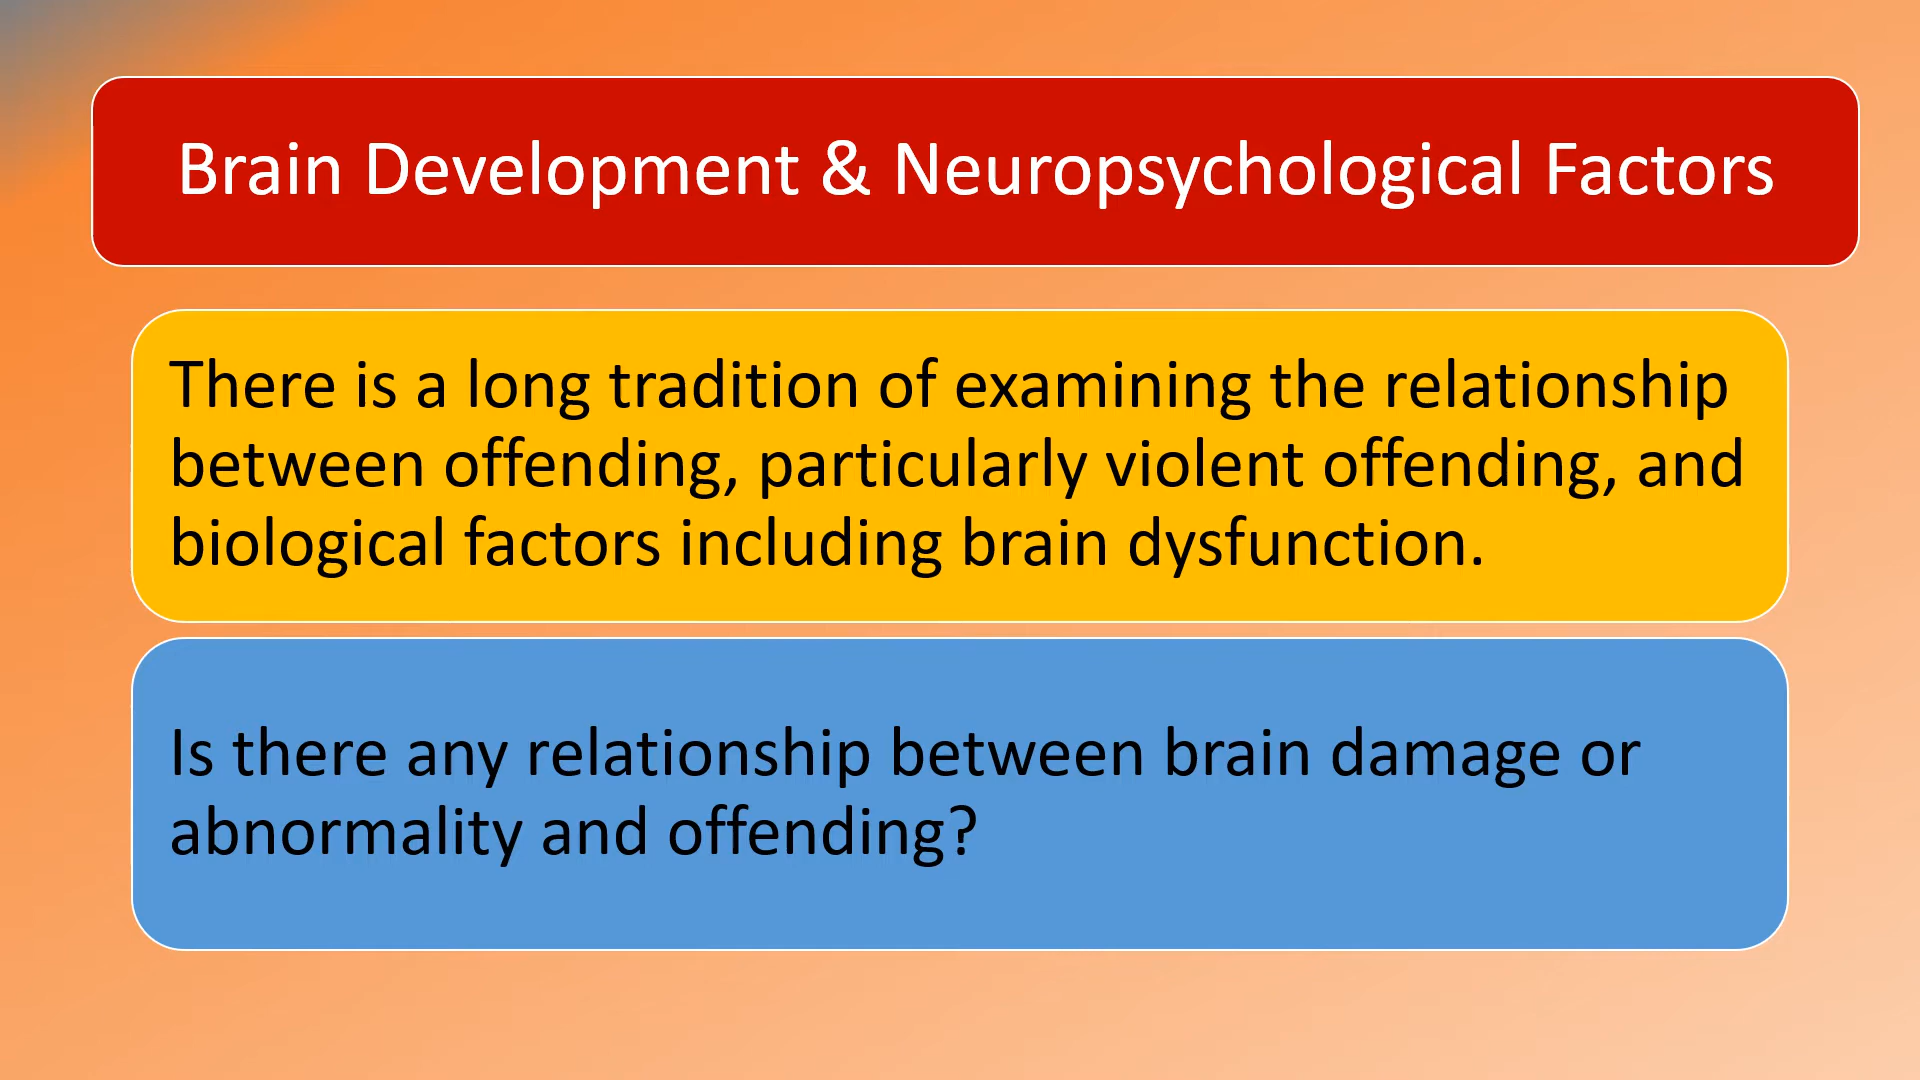 Brain Development & Neuropsychological Factors
There is a long tradition of examining the relationship
between offending, particularly violent offending, and
biological factors including brain dysfunction.
Is there any relationship between brain damage or
abnormality and offending?